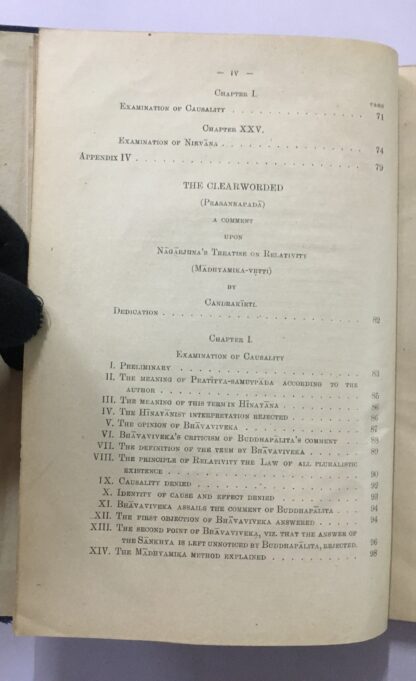 — IV —
Chapter I.
PAGE
Examination of Causality . . . . . . . . . . . . . 71
Chapter XXV.
Examination of Nirvāna . . . . . . . . . . . . . . 74
Appendix IV . . . . . . . . . . . . . . . . . . . . 79
THE CLEARWORDED
(Prasannapadā)
A COMMENT
UPON
Nāgārjuna's Treatise on Relativity
(Mādhyamika-vṛtti)
BY
Candrakīrti.
Dedication . . . . . . . . . . . . . . . . . . . . 82
Chapter I.
Examination of Causality
I. Preliminary . . . . . . . . . . . . . . . . . . 83
II. The meaning of Pratītya-samutpāda according to the
author . . . . . . . . . . . . . . . . . . . . 85
III. The meaning of this term in Hīnayāna . . . . . . . 86
IV. The Hīnayānist interpretation rejected . . . . . . 86
V. The opinion of Bhāvaviveka . . . . . . . . . . . 87
VI. Bhāvaviveka's criticism of Buddhapālita's comment . 88
VII. The definition of the term by Bhāvaviveka . . . . . 89
VIII. The principle of Relativity the Law of all pluralistic
existence . . . . . . . . . . . . . . . . . . . 90
IX. Causality denied . . . . . . . . . . . . . . . . 92
X. Identity of cause and effect denied . . . . . . . 93
XI. Bhāvaviveka assails the comment of Buddhapālita . . 94
XII. The first objection of Bhāvaviveka answered . . . . 94
XIII. The second point of Bhāvaviveka, viz. that the answer of
the Sānkhya is left unnoticed by Buddhapālita, rejected. 96
XIV. The Mādhyamika method explained . . . . . . . . . 98